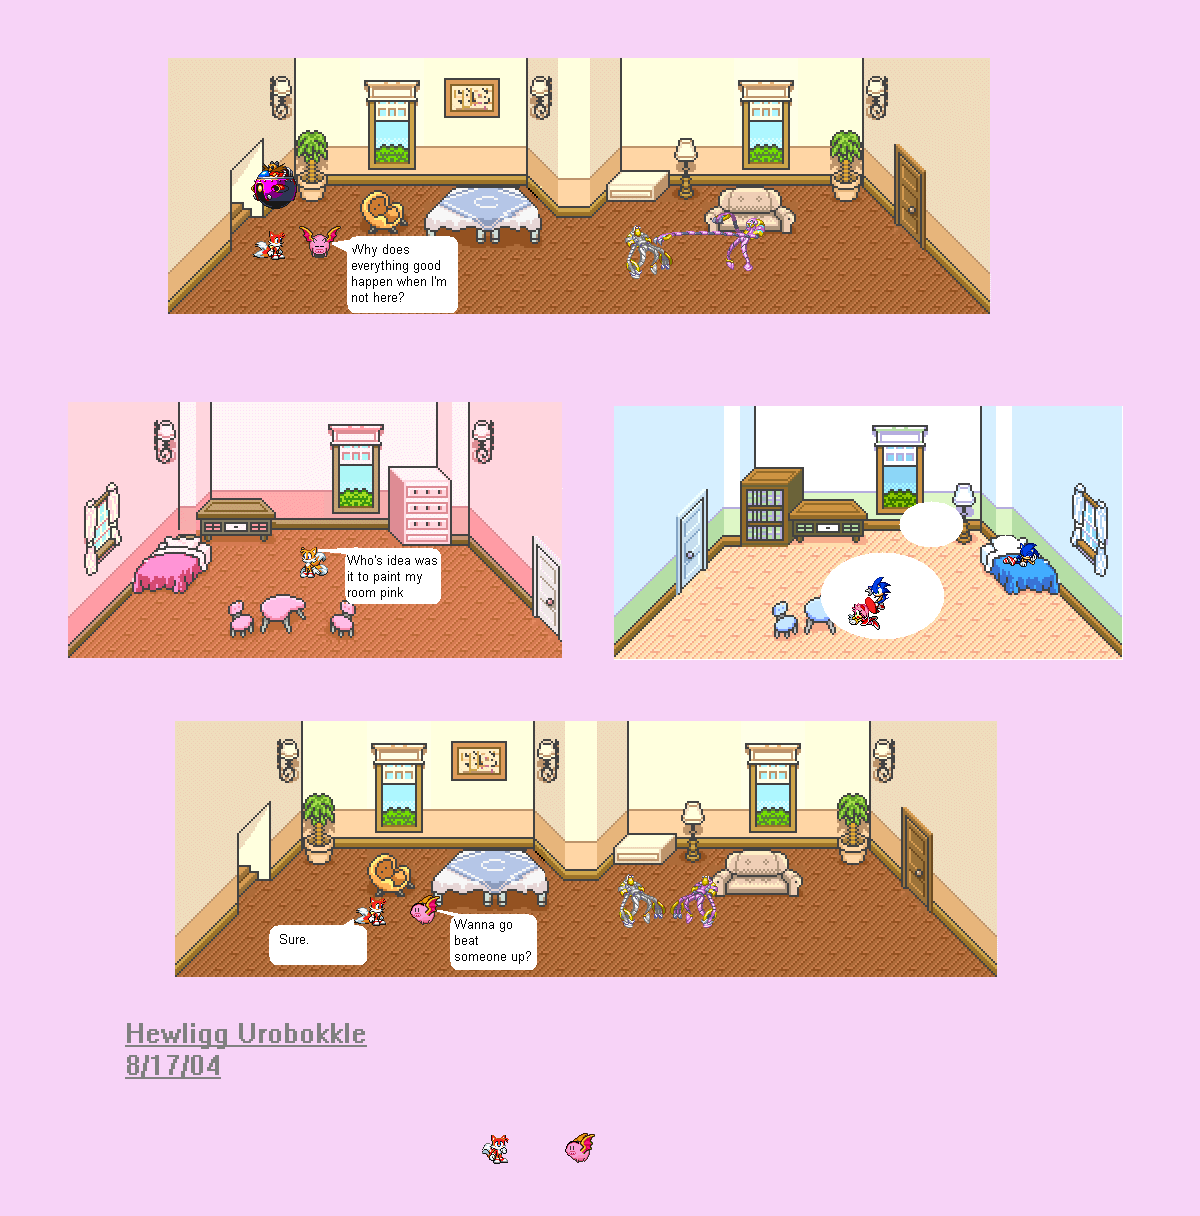 Why does
everything good
happen when I'm
not here?
Who's idea was
it to paint my
room pink
Sure.
Wanna go
beat
someone up?
Hewligg Urobokkle
8/17/04